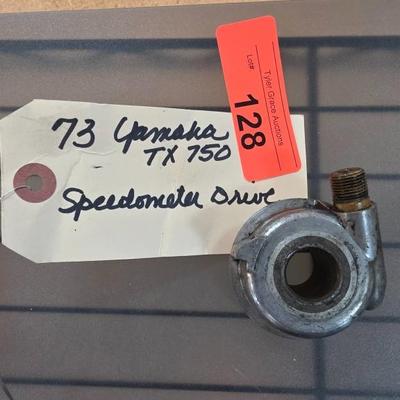 73 Yamaha
TX 750
Speedometer Drive
Lot#
128
Tyler Grace Auctions